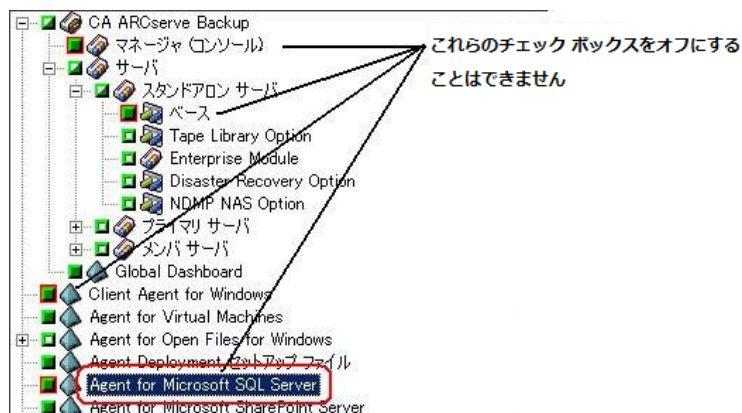 CA ARCserve Backup
マネージャ (コンソール)
これらのチェック ボックスをオフにする
ことはできません
サーバ
スタンドアロン サーバ
ベース
Tape Library Option
Enterprise Module
Disaster Recovery Option
NDMP NAS Option
プライマリ サーバ
メンバ サーバ
Global Dashboard
Client Agent for Windows
Agent for Virtual Machines
Agent for Open Files for Windows
Agent Deployment セットアップ ファイル
Agent for Microsoft SQL Server
Agent for Microsoft SharePoint Server